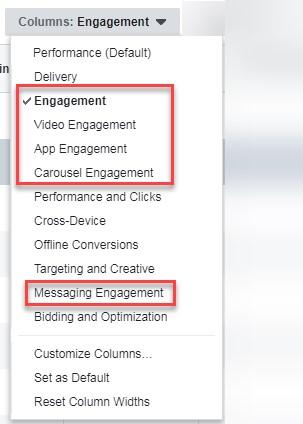 Columns: Engagement
in
Performance (Default)
Delivery
Engagement
Video Engagement
App Engagement
Carousel Engagement
Performance and Clicks
Cross-Device
Offline Conversions
Targeting and Creative
Messaging Engagement
Bidding and Optimization
Customize Columns...
Set as Default
Reset Column Widths